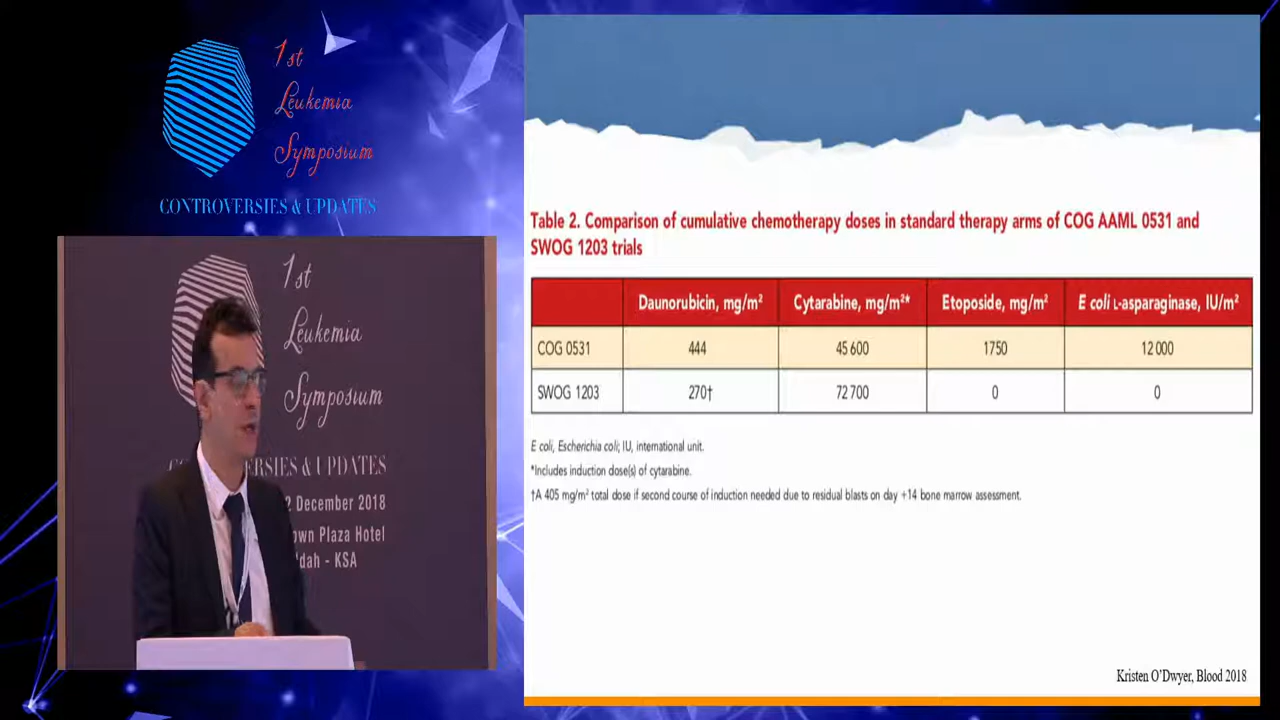 1st
Leukemia
Symposium
CONTROVERSIES & UPDATES
1st
Leukemia
Symposium
ERSIES & UPDATES
2 December 2018
own Plaza Hotel
dah - KSA
Table 2. Comparison of cumulative chemotherapy doses in standard therapy arms of COG AAML 0531 and
SWOG 1203 trials
Daunorubicin, mg/m² Cytarabine, mg/m²* Etoposide, mg/m² E coli L-asparaginase, IU/m²
COG 0531 444 45 600 1750 12 000
SWOG 1203 270† 72 700 0 0
E coli, Escherichia coli; IU, international unit.
*Includes induction dose(s) of cytarabine.
†A 405 mg/m² total dose if second course of induction needed due to residual blasts on day +14 bone marrow assessment.
Kristen O'Dwyer, Blood 2018